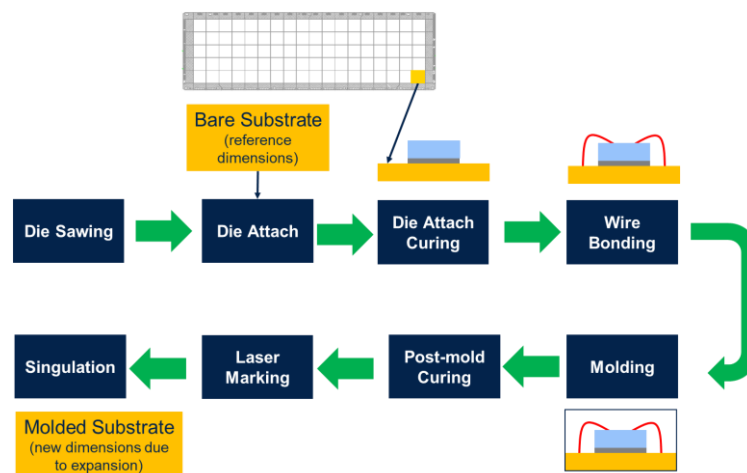 Bare Substrate
(reference
dimensions)
Die Sawing
Die Attach
Die Attach
Curing
Wire
Bonding
Singulation
Laser
Marking
Post-mold
Curing
Molding
Molded Substrate
(new dimensions due
to expansion)